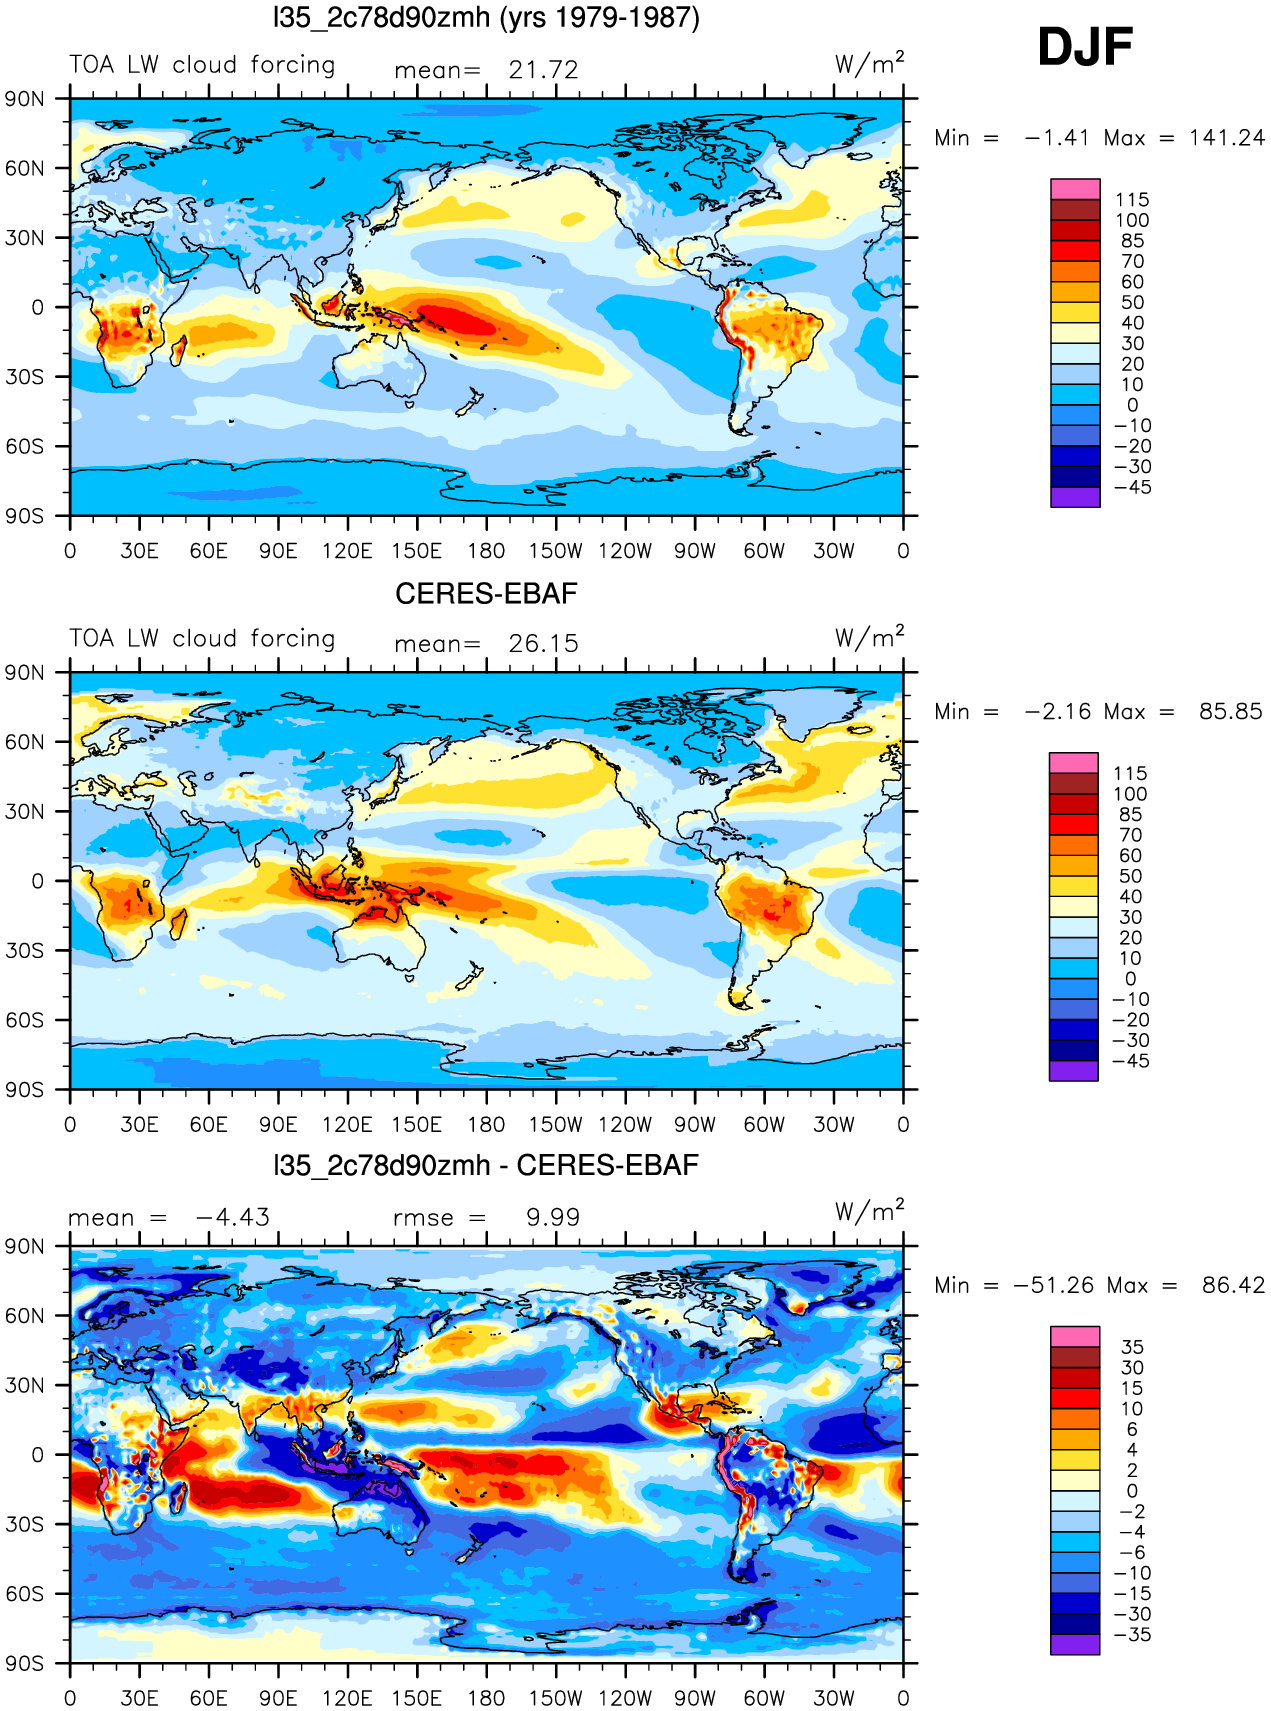 l35_2c78d90zmh (yrs 1979-1987)
DJF
TOA LW cloud forcing mean= 21.72 W/m²
Min = −1.41 Max = 141.24
90N
60N
30N
0
30S
60S
90S
0 30E 60E 90E 120E 150E 180 150W 120W 90W 60W 30W 0
115
100
85
70
60
50
40
30
20
10
0
−10
−20
−30
−45
CERES-EBAF
TOA LW cloud forcing mean= 26.15 W/m²
Min = −2.16 Max = 85.85
90N
60N
30N
0
30S
60S
90S
0 30E 60E 90E 120E 150E 180 150W 120W 90W 60W 30W 0
115
100
85
70
60
50
40
30
20
10
0
−10
−20
−30
−45
l35_2c78d90zmh - CERES-EBAF
mean = −4.43 rmse = 9.99 W/m²
Min = −51.26 Max = 86.42
90N
60N
30N
0
30S
60S
90S
0 30E 60E 90E 120E 150E 180 150W 120W 90W 60W 30W 0
35
30
15
10
6
4
2
0
−2
−4
−6
−10
−15
−30
−35